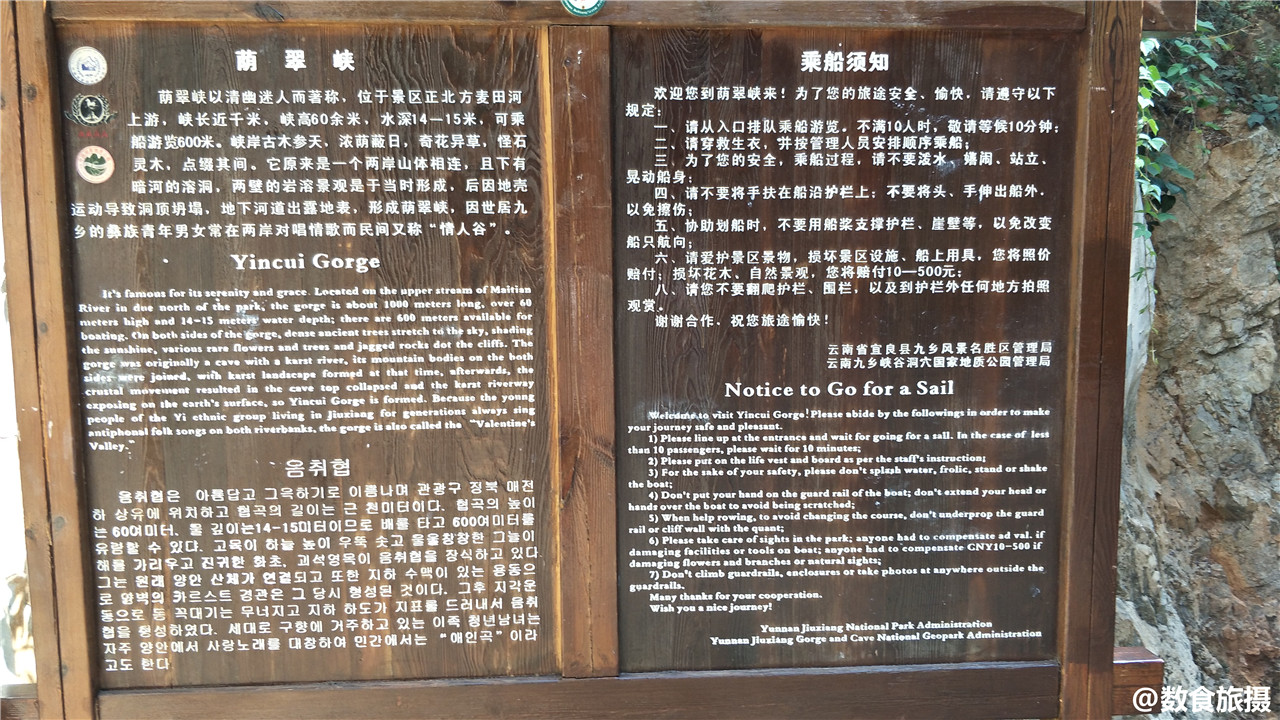 荫翠峡
荫翠峡以清幽迷人而著称，位于景区正北方麦田河
上游，峡长近千米，峡高60余米，水深14—15米，可乘
船游览600米。峡岸古木参天，浓荫蔽日，奇花异草，怪石
灵木，点缀其间。它原来是一个两岸山体相连，且下有
暗河的溶洞，两壁的岩溶景观是于当时形成，后因地壳
运动导致洞顶坍塌，地下河道出露地表，形成荫翠峡，因世居九
乡的彝族青年男女常在两岸对唱情歌而民间又称“情人谷”。
Yincui Gorge
It's famous for its serenity and grace. Located on the upper stream of Maitian
River in due north of the park, the gorge is about 1000 meters long, over 60
meters high and 14-15 meters water depth; there are 600 meters available for
boating. On both sides of the gorge, dense ancient trees stretch to the sky, shading
the sunshine, various rare flowers and trees and jagged rocks dot the cliffs. The
gorge was originally a cave with a karst river, its mountain bodies on the both
sides were joined, with karst landscape formed at that time, afterwards, the
crustal movement resulted in the cave top collapsed and the karst riverway
exposing on the earth's surface, so Yincui Gorge is formed. Because the young
people of the Yi ethnic group living in Jiuxiang for generations always sing
antiphonal folk songs on both riverbanks, the gorge is also called the "Valentine's
Valley."
음취협
음취협은 아름답고 그윽하기로 이름나며 관광구 정북 매전
하 상유에 위치하고 협곡의 길이는 근 천미터이다. 협곡의 높이
는 60여미터, 물 깊이는14-15미터이므로 배를 타고 600여미터를
유람할 수 있다. 고목이 하늘 높이 우뚝 솟고 울울창창한 그늘이
해를 가리우고 진귀한 화초, 괴석영목이 음취협을 장식하고 있다.
그는 원래 양안 산체가 연결되고 또한 지하 수맥이 있는 용동으
로 양벽의 카르스트 경관은 그 당시 형성된 것이다. 그후 지각운
동으로 동 꼭대기는 무너지고 지하 하도가 지표를 드러내서 음취
협을 형성하였다. 세대로 구향에 거주하고 있는 이족 청년남녀는
자주 양안에서 사랑노래를 대창하여 민간에서는 “애인곡”이라
고도 한다
乘船须知
欢迎您到荫翠峡来！为了您的旅途安全、愉快，请遵守以下
规定：
一、请从入口排队乘船游览。不满10人时，敬请等候10分钟；
二、请穿救生衣，并按管理人员安排顺序乘船；
三、为了您的安全，乘船过程，请不要泼水、嬉闹、站立、
晃动船身；
四、请不要将手扶在船沿护栏上；不要将头、手伸出船外，
以免擦伤；
五、协助划船时，不要用船桨支撑护栏、崖壁等，以免改变
船只航向；
六、请爱护景区景物，损坏景区设施、船上用具，您将照价
赔付；损坏花木、自然景观，您将赔付10—500元；
八、请您不要翻爬护栏、围栏，以及到护栏外任何地方拍照
观赏。
谢谢合作，祝您旅途愉快！
云南省宜良县九乡风景名胜区管理局
云南九乡峡谷洞穴国家地质公园管理局
Notice to Go for a Sail
Welcome to visit Yincui Gorge! Please abide by the followings in order to make
your journey safe and pleasant.
1) Please line up at the entrance and wait for going for a sail. In the case of less
than 10 passengers, please wait for 10 minutes;
2) Please put on the life vest and board as per the staff's instruction;
3) For the sake of your safety, please don't splash water, frolic, stand or shake
the boat;
4) Don't put your hand on the guard rail of the boat; don't extend your head or
hands over the boat to avoid being scratched;
5) When help rowing, to avoid changing the course, don't underprop the guard
rail or cliff wall with the quant;
6) Please take care of sights in the park; anyone had to compensate ad val. if
damaging facilities or tools on boat; anyone had to compensate CNY10-500 if
damaging flowers and branches or natural sights;
7) Don't climb guardrails, enclosures or take photos at anywhere outside the
guardrails.
Many thanks for your cooperation.
Wish you a nice journey!
Yunnan Jiuxiang National Park Administration
Yunnan Jiuxiang Gorge and Cave National Geopark Administration
@数食旅摄